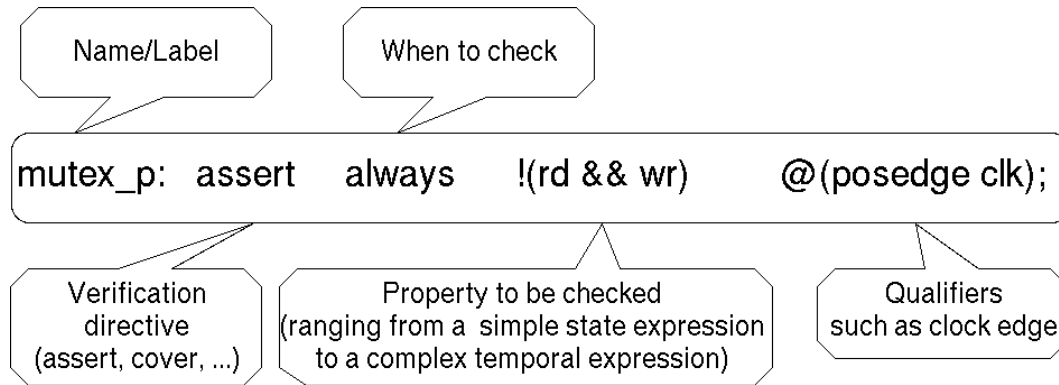 Name/Label
When to check
mutex_p: assert always !(rd && wr) @(posedge clk);
Verification
directive
(assert, cover, ...)
Property to be checked
(ranging from a simple state expression
to a complex temporal expression)
Qualifiers
such as clock edge